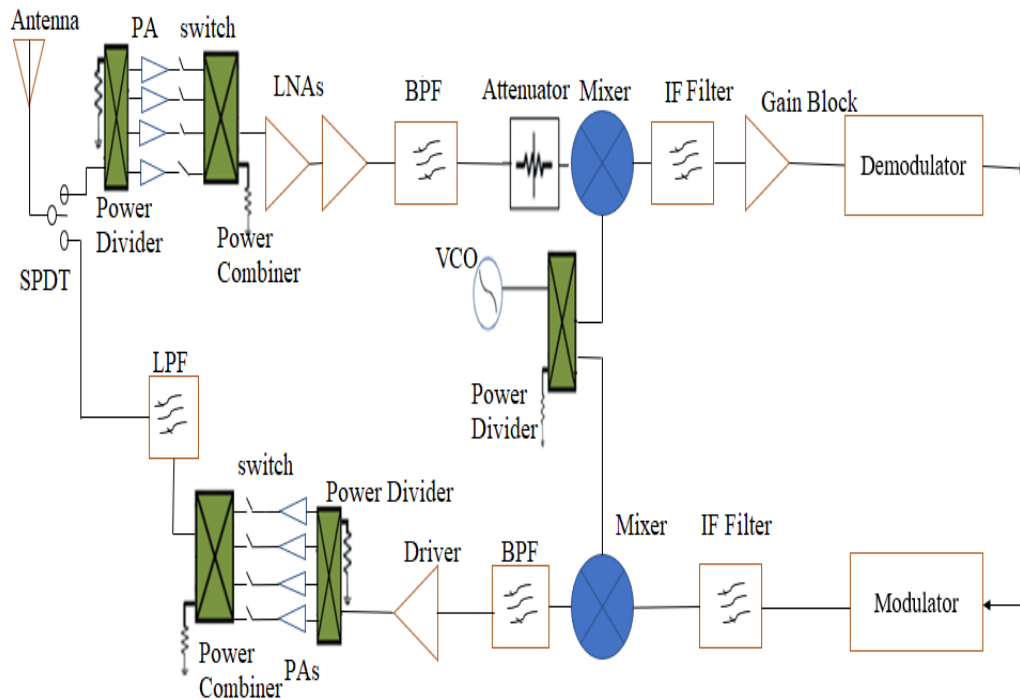 Antenna
PA
switch
LNAs
BPF
Attenuator
Mixer
IF Filter
Gain Block
Demodulator
Power
Divider
SPDT
Power
Combiner
VCO
Power
Divider
LPF
switch
Power Divider
Driver
BPF
Mixer
IF Filter
Modulator
Power
Combiner
PAs